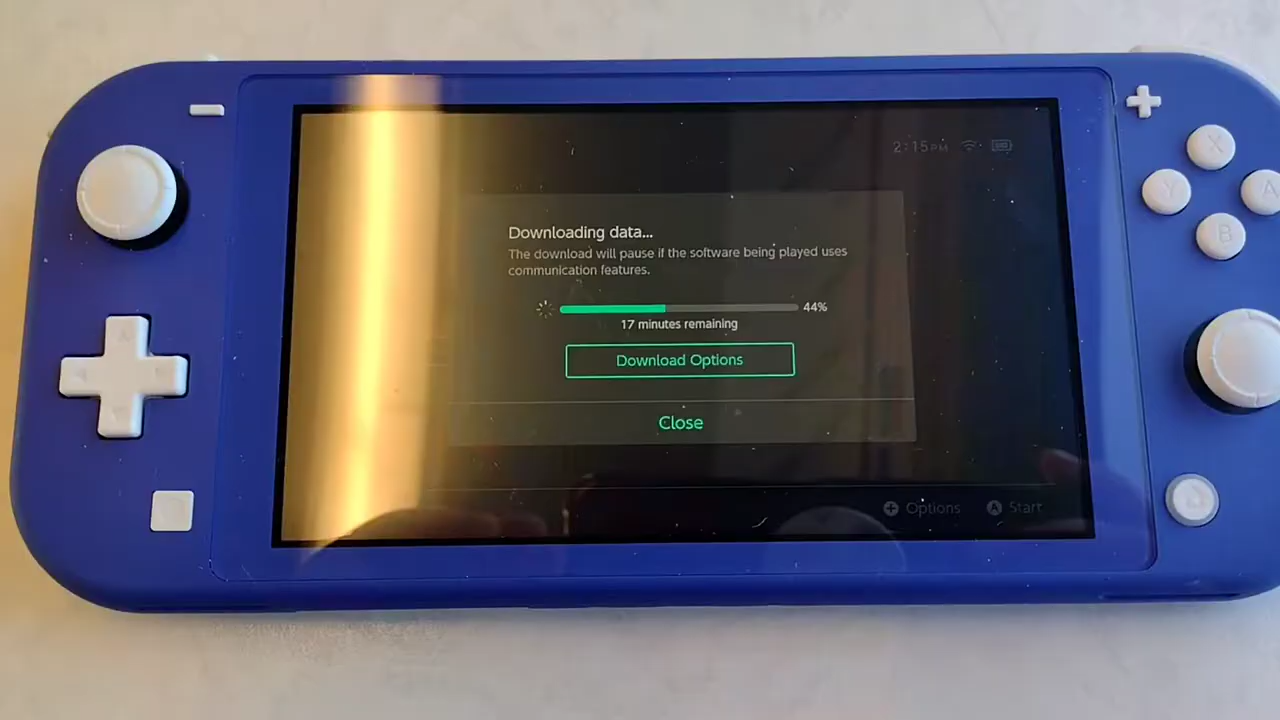 2:15 PM
Downloading data...
The download will pause if the software being played uses
communication features.
44%
17 minutes remaining
Download Options
Close
Options
Start
X
Y
A
B